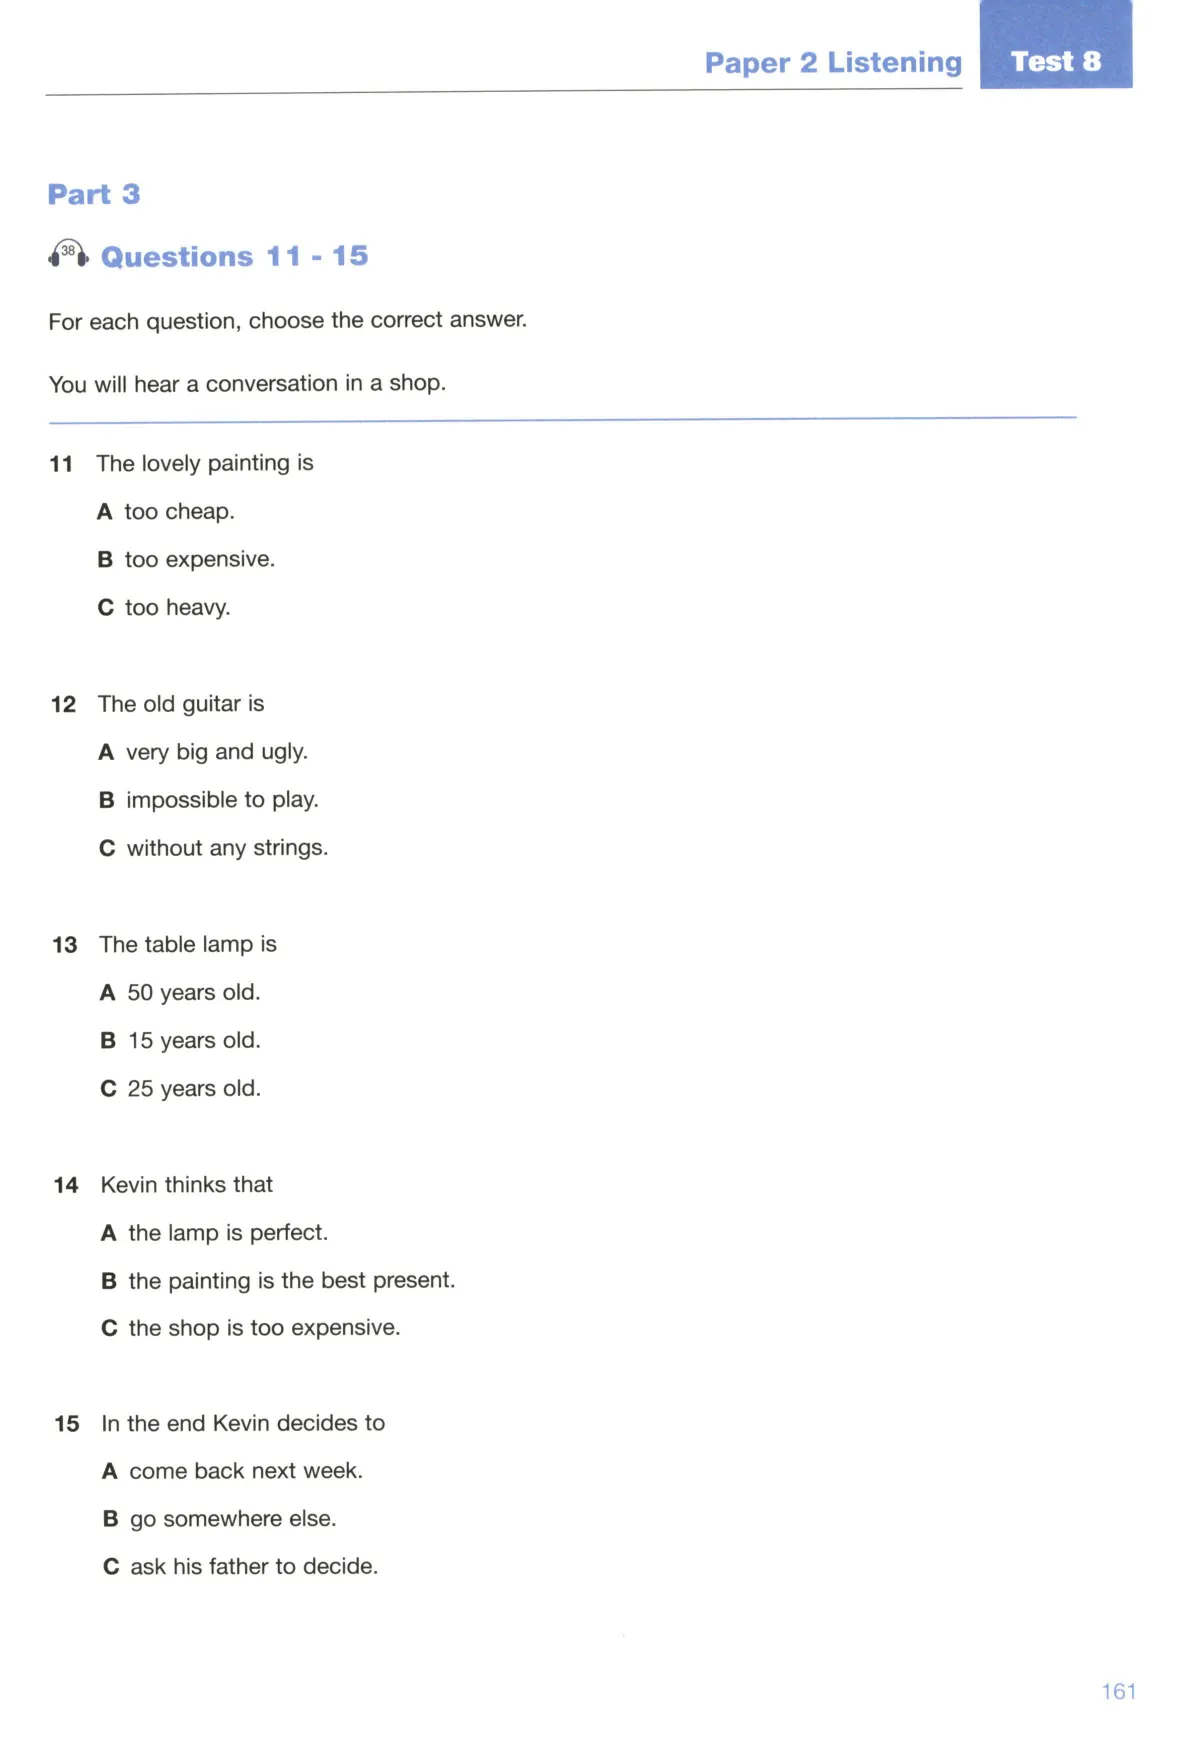 Paper 2 Listening Test 8
Part 3
38 Questions 11 - 15
For each question, choose the correct answer.
You will hear a conversation in a shop.
11 The lovely painting is
A too cheap.
B too expensive.
C too heavy.
12 The old guitar is
A very big and ugly.
B impossible to play.
C without any strings.
13 The table lamp is
A 50 years old.
B 15 years old.
C 25 years old.
14 Kevin thinks that
A the lamp is perfect.
B the painting is the best present.
C the shop is too expensive.
15 In the end Kevin decides to
A come back next week.
B go somewhere else.
C ask his father to decide.
161